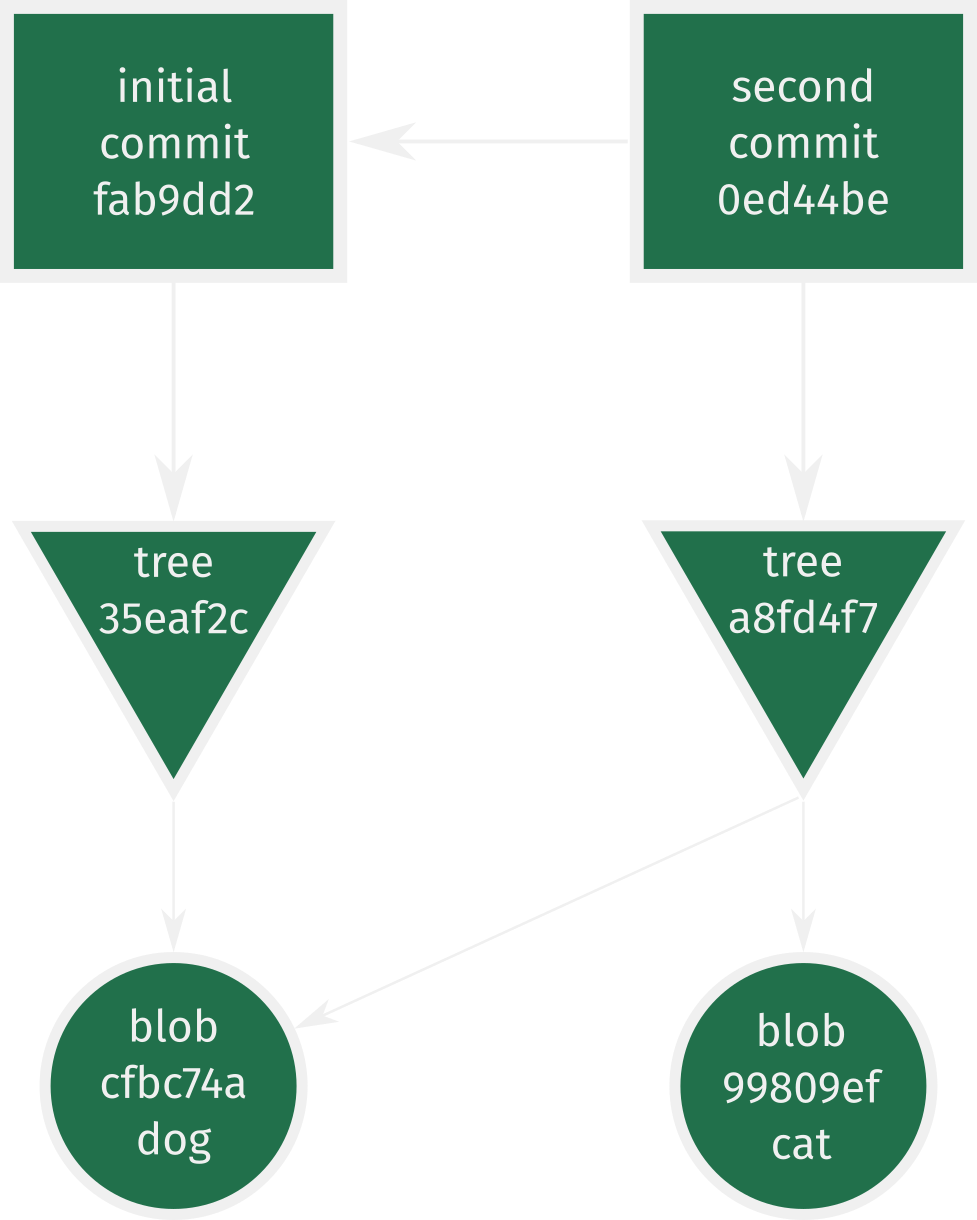 initial
commit
fab9dd2
second
commit
0ed44be
tree
35eaf2c
tree
a8fd4f7
blob
cfbc74a
dog
blob
99809ef
cat